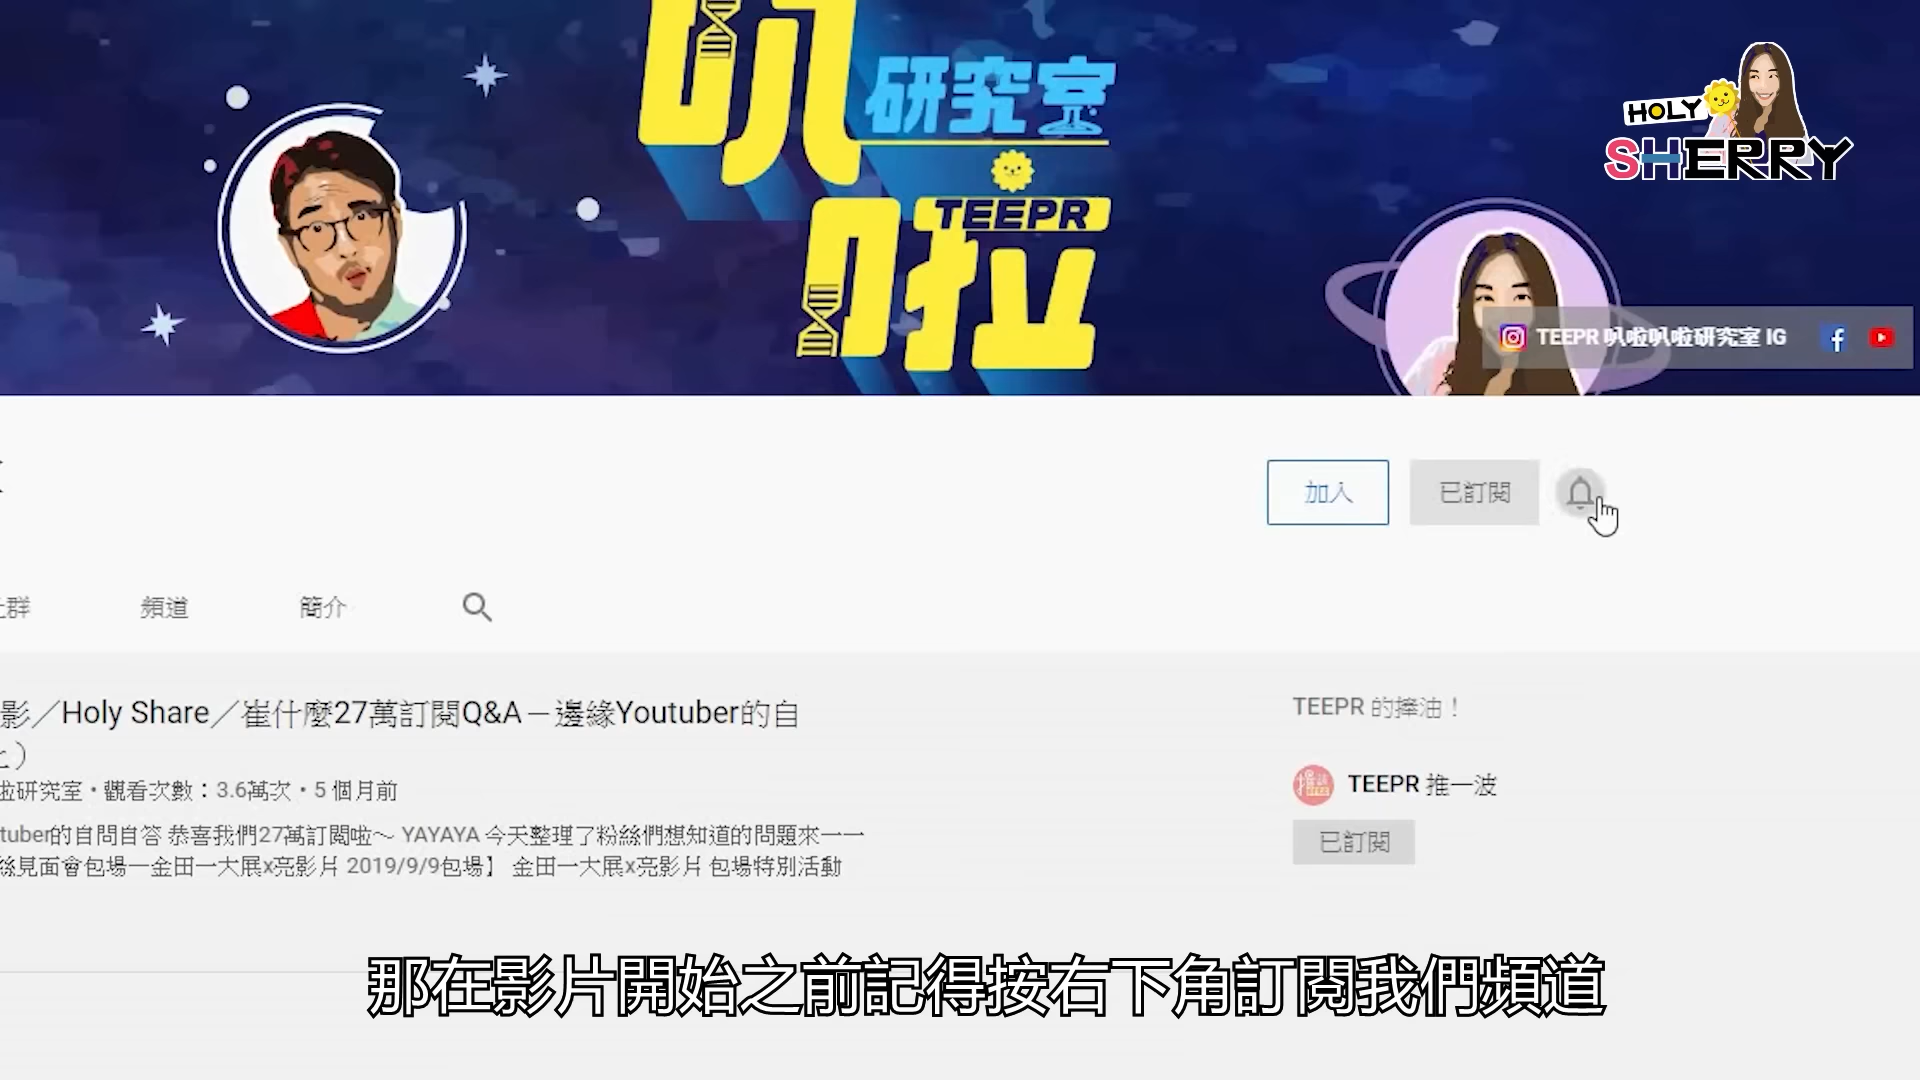 叭
研究室
HOLY
SHERRY
TEEPR
啦
TEEPR 叭啦叭啦研究室 IG
加入
已訂閱
群
頻道
簡介
影／Holy Share／崔什麼27萬訂閱Q&A－邊緣Youtuber的自
上）
啦研究室・觀看次數：3.6萬次・5 個月前
tuber的自問自答 恭喜我們27萬訂閱啦～ YAYAYA 今天整理了粉絲們想知道的問題來一一
絲見面會包場—金田一大展x亮影片 2019/9/9包場】 金田一大展x亮影片 包場特別活動
TEEPR 的捧油！
TEEPR 推一波
已訂閱
那在影片開始之前記得按右下角訂閱我們頻道